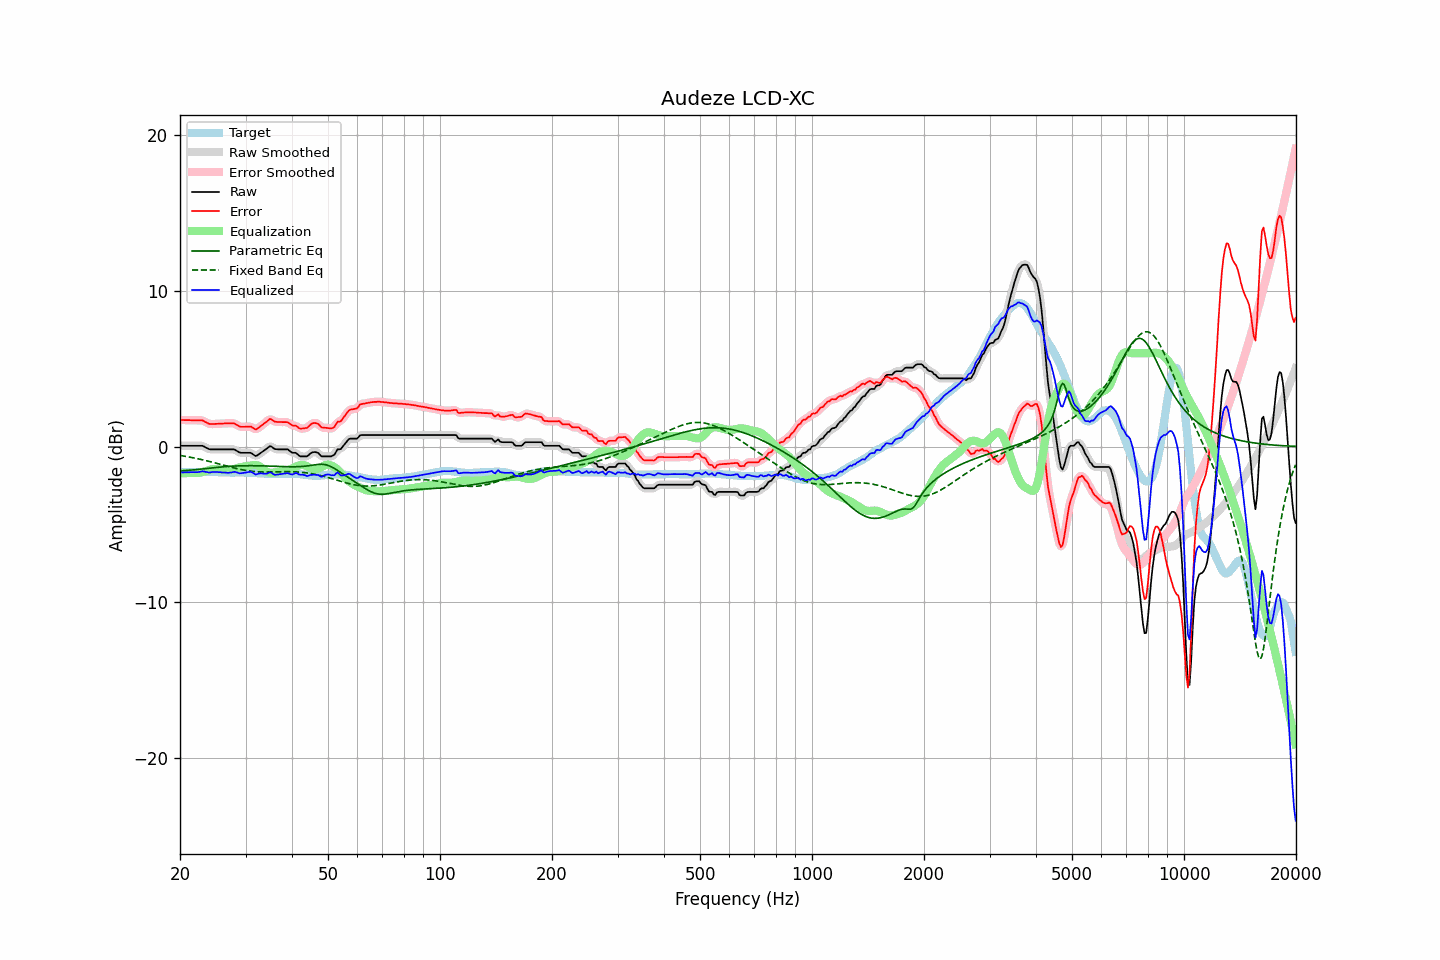 Audeze LCD-XC
Target
Raw Smoothed
Error Smoothed
Raw
Error
Equalization
Parametric Eq
Fixed Band Eq
Equalized
20
10
0
−10
−20
Amplitude (dBr)
20 50 100 200 500 1000 2000 5000 10000 20000
Frequency (Hz)